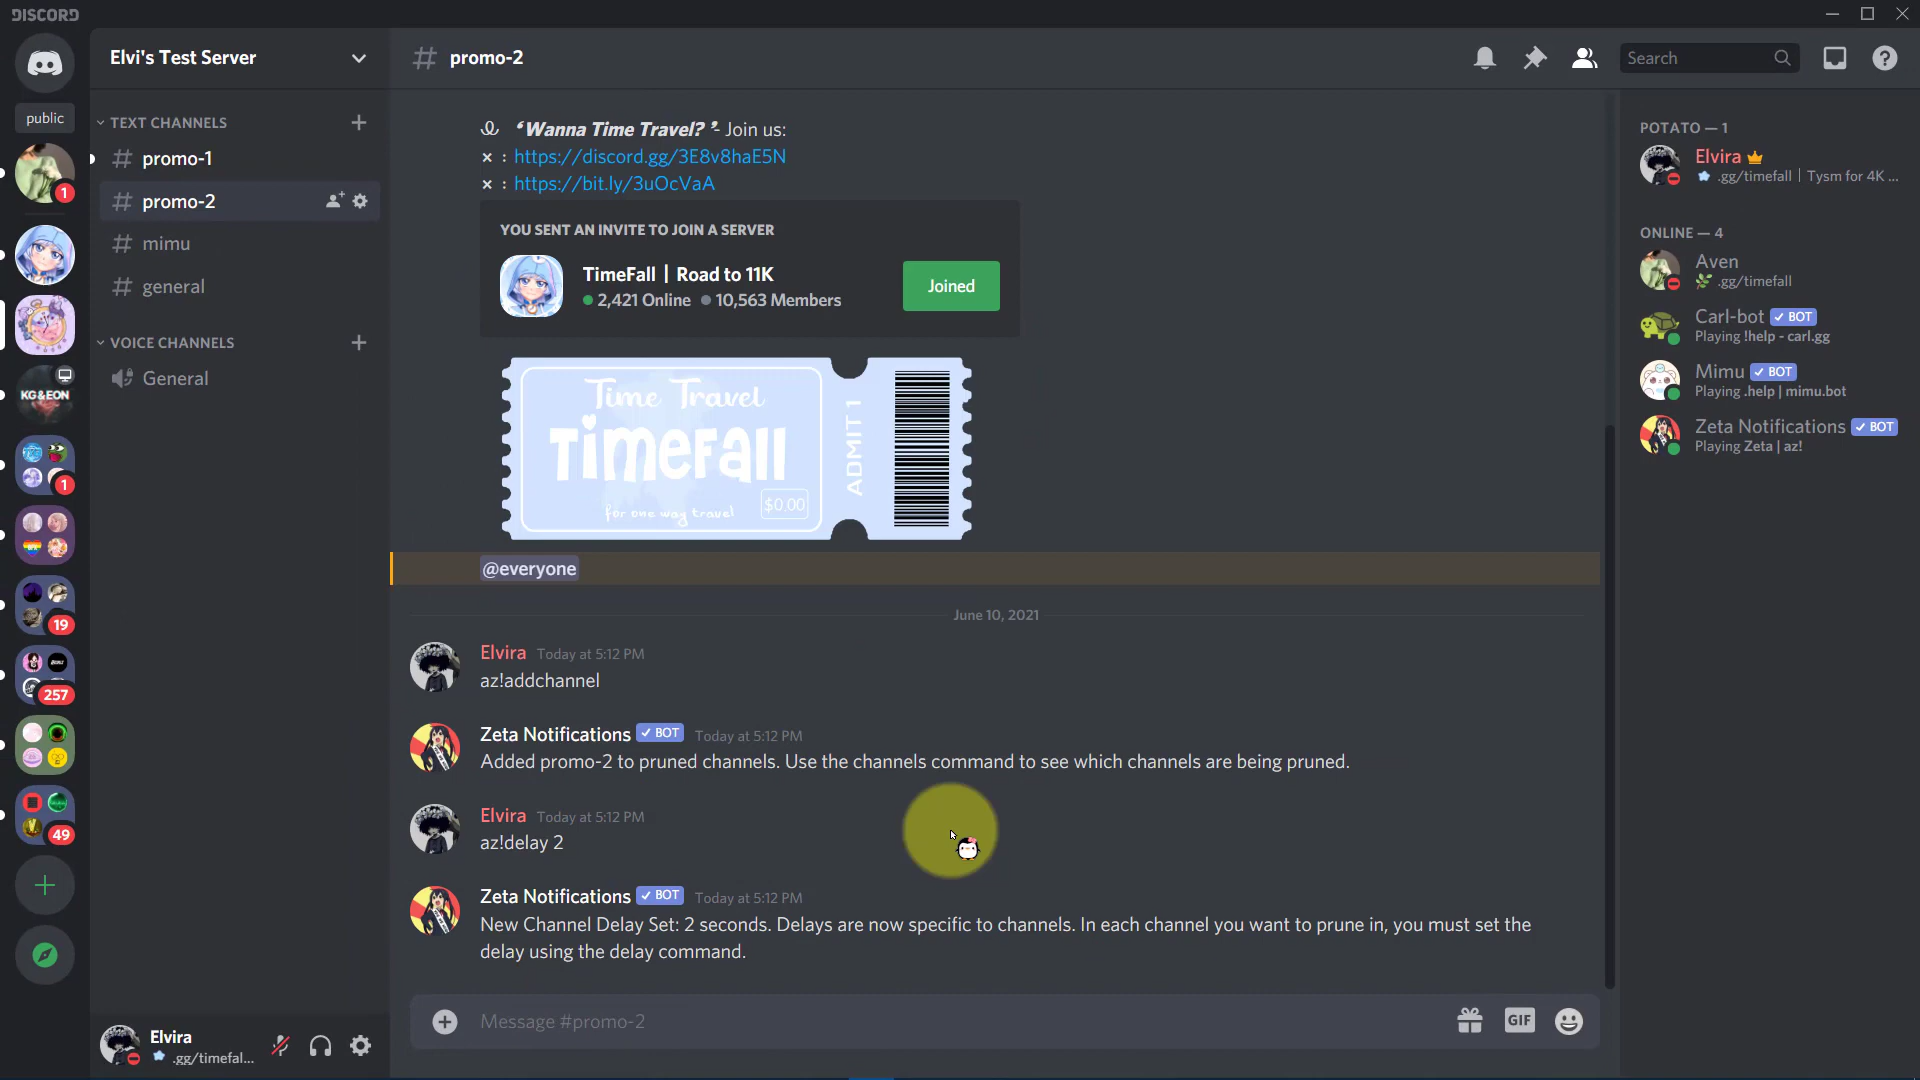 DISCORD
public
1
KG&EON
1
19
257
49
Elvi's Test Server
TEXT CHANNELS
promo-1
promo-2
mimu
general
VOICE CHANNELS
General
Elvira
.gg/timefal...
promo-2
Search
❛Wanna Time Travel? ❜- Join us:
× : https://discord.gg/3E8v8haE5N
× : https://bit.ly/3uOcVaA
YOU SENT AN INVITE TO JOIN A SERVER
TimeFall | Road to 11K
2,421 Online 10,563 Members
Joined
Time Travel
TimeFall
for one way travel
$0.00
ADMIT 1
@everyone
June 10, 2021
Elvira Today at 5:12 PM
az!addchannel
Zeta Notifications ✓ BOT Today at 5:12 PM
Added promo-2 to pruned channels. Use the channels command to see which channels are being pruned.
Elvira Today at 5:12 PM
az!delay 2
Zeta Notifications ✓ BOT Today at 5:12 PM
New Channel Delay Set: 2 seconds. Delays are now specific to channels. In each channel you want to prune in, you must set the
delay using the delay command.
Message #promo-2
GIF
POTATO — 1
Elvira
.gg/timefall | Tysm for 4K ...
ONLINE — 4
Aven
.gg/timefall
Carl-bot ✓ BOT
Playing !help - carl.gg
Mimu ✓ BOT
Playing .help | mimu.bot
Zeta Notifications ✓ BOT
Playing Zeta | az!